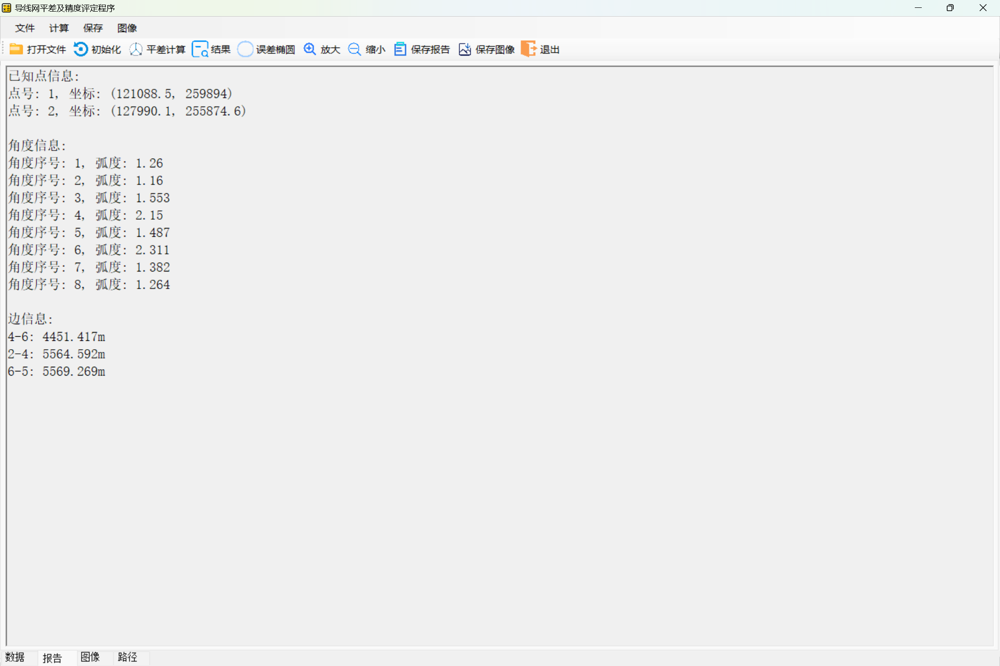 导线网平差及精度评定程序
文件 计算 保存 图像
打开文件 初始化 平差计算 结果 误差椭圆 放大 缩小 保存报告 保存图像 退出
已知点信息:
点号: 1, 坐标: (121088.5, 259894)
点号: 2, 坐标: (127990.1, 255874.6)
角度信息:
角度序号: 1, 弧度: 1.26
角度序号: 2, 弧度: 1.16
角度序号: 3, 弧度: 1.553
角度序号: 4, 弧度: 2.15
角度序号: 5, 弧度: 1.487
角度序号: 6, 弧度: 2.311
角度序号: 7, 弧度: 1.382
角度序号: 8, 弧度: 1.264
边信息:
4-6: 4451.417m
2-4: 5564.592m
6-5: 5569.269m
数据 报告 图像 路径